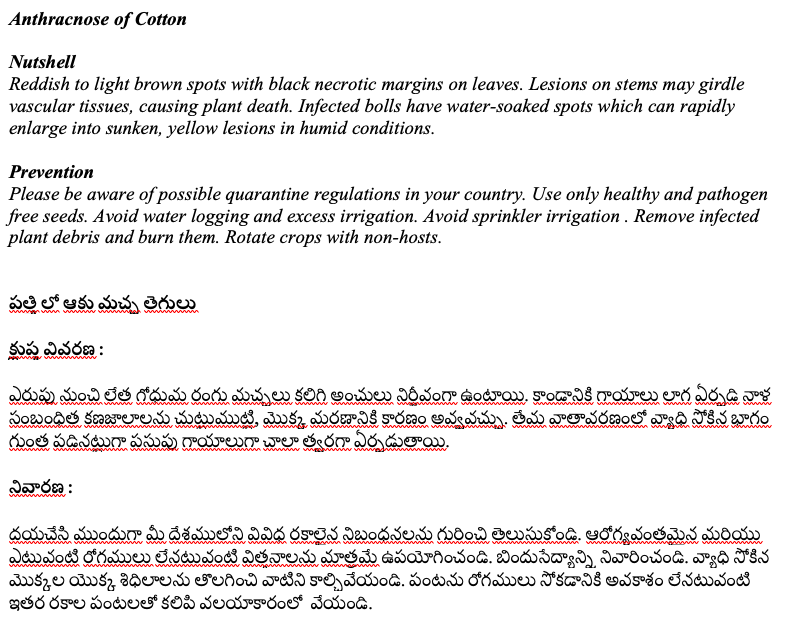 Anthracnose of Cotton
Nutshell
Reddish to light brown spots with black necrotic margins on leaves. Lesions on stems may girdle
vascular tissues, causing plant death. Infected bolls have water-soaked spots which can rapidly
enlarge into sunken, yellow lesions in humid conditions.
Prevention
Please be aware of possible quarantine regulations in your country. Use only healthy and pathogen
free seeds. Avoid water logging and excess irrigation. Avoid sprinkler irrigation . Remove infected
plant debris and burn them. Rotate crops with non-hosts.
పత్తి లో ఆకు మచ్చ తెగులు
క్లుప్త వివరణ :
ఎరుపు నుంచి లేత గోధుమ రంగు మచ్చలు కలిగి అంచులు నిర్జీవంగా ఉంటాయి. కాండానికి గాయాలు లాగ ఏర్పడి నాళ
సంబంధిత కణజాలాలను చుట్టుముట్టి, మొక్క మరణానికి కారణం అవ్వవచ్చు. తేమ వాతావరణంలో వ్యాధి సోకిన భాగం
గుంత పడినట్లుగా పసుపు గాయాలుగా చాలా త్వరగా ఏర్పడుతాయి.
నివారణ :
దయచేసి ముందుగా మీ దేశములోని వివిధ రకాలైన నిబంధనలను గురించి తెలుసుకోండి. ఆరోగ్యవంతమైన మరియు
ఎటువంటి రోగములు లేనటువంటి విత్తనాలను మాత్రమే ఉపయోగించండి. బిందుసేద్యాన్ని నివారించండి. వ్యాధి సోకిన
మొక్కల యొక్క శిధిలాలను తొలగించి వాటిని కాల్చివేయండి. పంటను రోగములు సోకడానికి అవకాశం లేనటువంటి
ఇతర రకాల పంటలతో కలిపి వలయాకారంలో వేయండి.